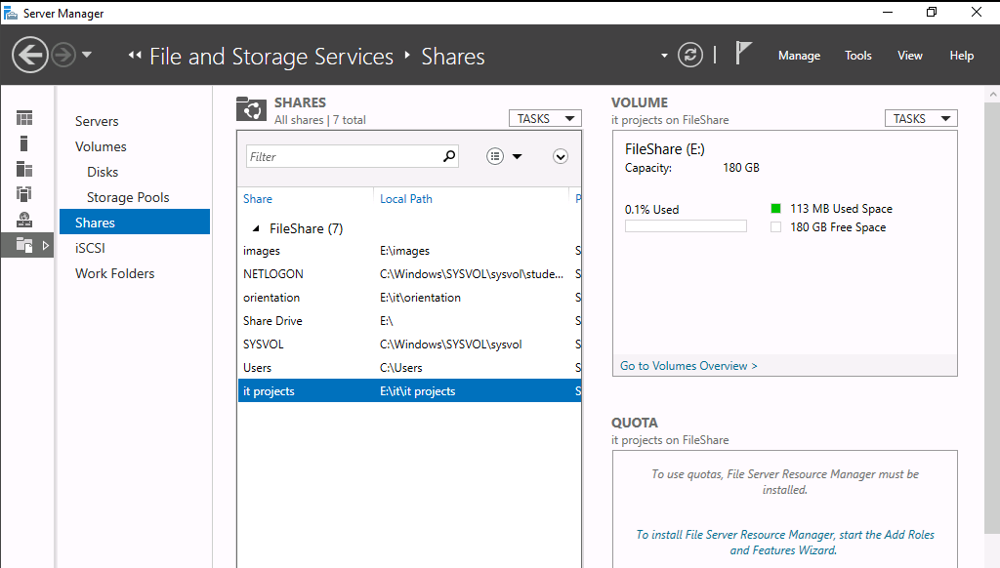 Server Manager
File and Storage Services
Shares
Manage
Tools
View
Help
Servers
Volumes
Disks
Storage Pools
Shares
iSCSI
Work Folders
SHARES
All shares | 7 total
TASKS
Filter
Share Local Path P
FileShare (7)
images E:\images S
NETLOGON C:\Windows\SYSVOL\sysvol\stude... S
orientation E:\it\orientation S
Share Drive E:\ S
SYSVOL C:\Windows\SYSVOL\sysvol S
Users C:\Users S
it projects E:\it\it projects S
VOLUME
it projects on FileShare
TASKS
FileShare (E:)
Capacity: 180 GB
0.1% Used
113 MB Used Space
180 GB Free Space
Go to Volumes Overview >
QUOTA
it projects on FileShare
To use quotas, File Server Resource Manager must be
installed.
To install File Server Resource Manager, start the Add Roles
and Features Wizard.